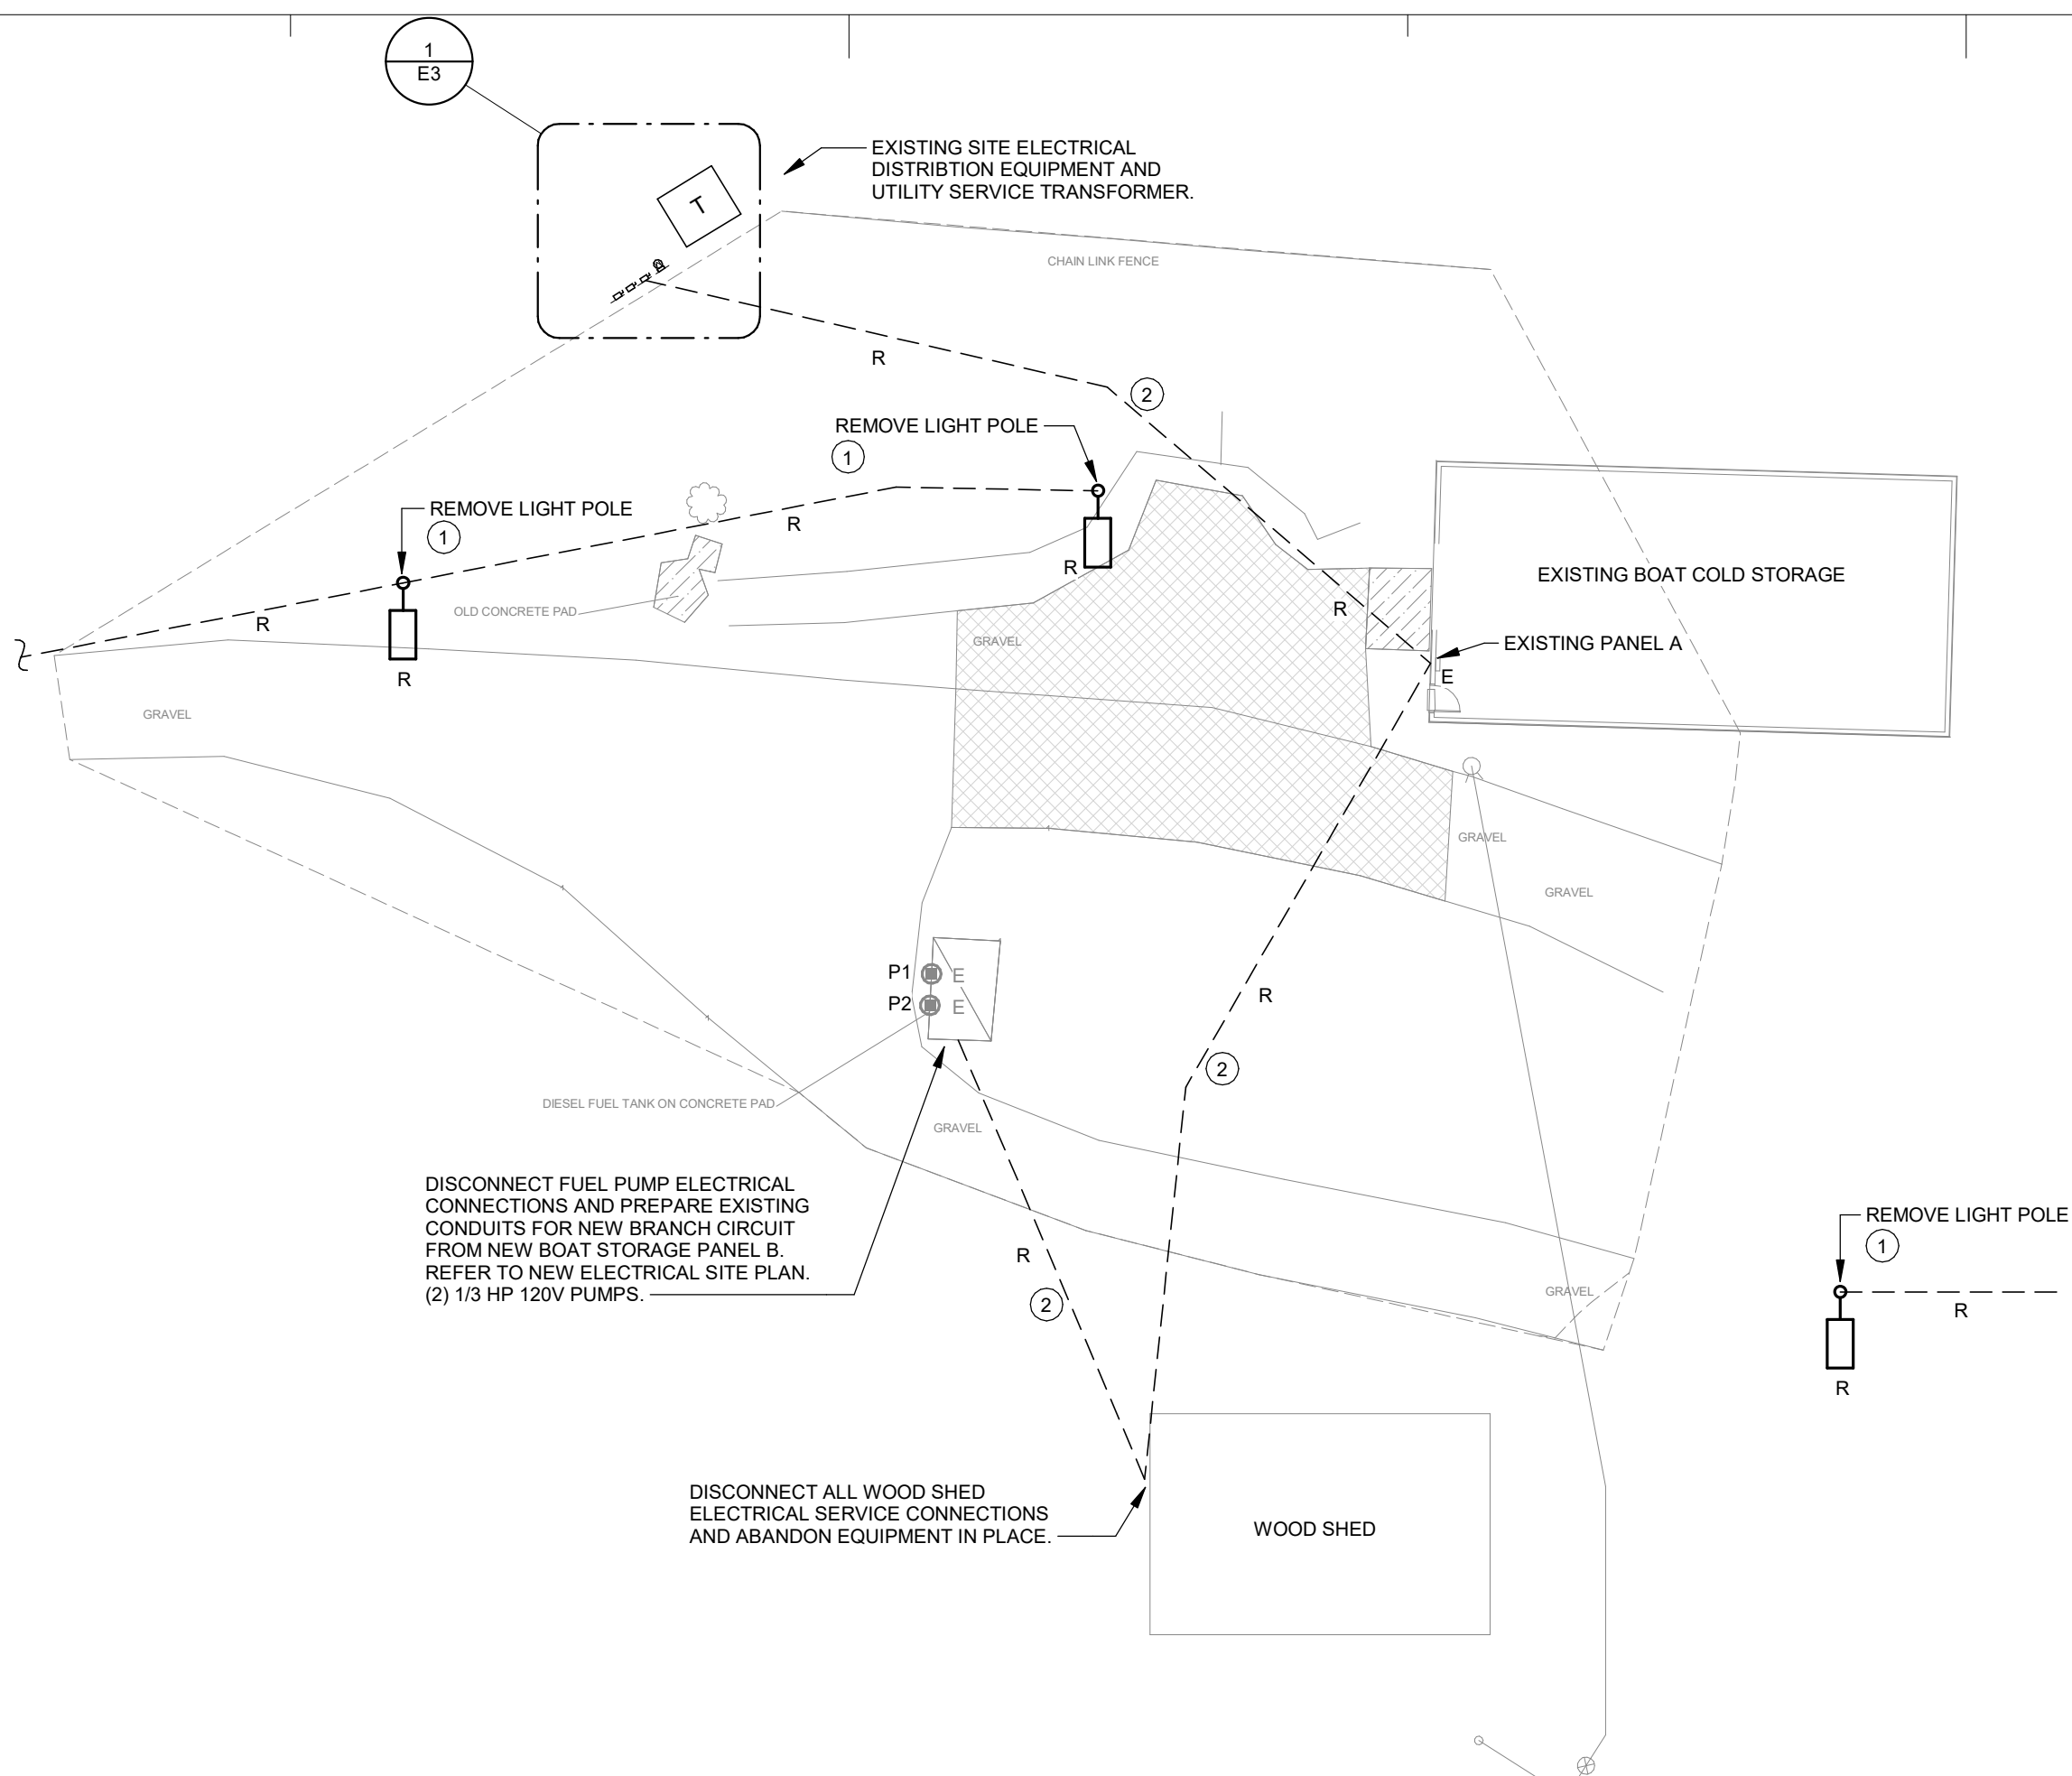 1
E3
EXISTING SITE ELECTRICAL
DISTRIBTION EQUIPMENT AND
UTILITY SERVICE TRANSFORMER.
T
CHAIN LINK FENCE
R
2
REMOVE LIGHT POLE
1
REMOVE LIGHT POLE
1
R
R
EXISTING BOAT COLD STORAGE
OLD CONCRETE PAD
R
R
GRAVEL
EXISTING PANEL A
E
R
GRAVEL
GRAVEL
GRAVEL
P1
E
P2
E
R
2
DIESEL FUEL TANK ON CONCRETE PAD
GRAVEL
DISCONNECT FUEL PUMP ELECTRICAL
CONNECTIONS AND PREPARE EXISTING
CONDUITS FOR NEW BRANCH CIRCUIT
FROM NEW BOAT STORAGE PANEL B.
REFER TO NEW ELECTRICAL SITE PLAN.
(2) 1/3 HP 120V PUMPS.
R
2
GRAVEL
REMOVE LIGHT POLE
1
R
R
DISCONNECT ALL WOOD SHED
ELECTRICAL SERVICE CONNECTIONS
AND ABANDON EQUIPMENT IN PLACE.
WOOD SHED